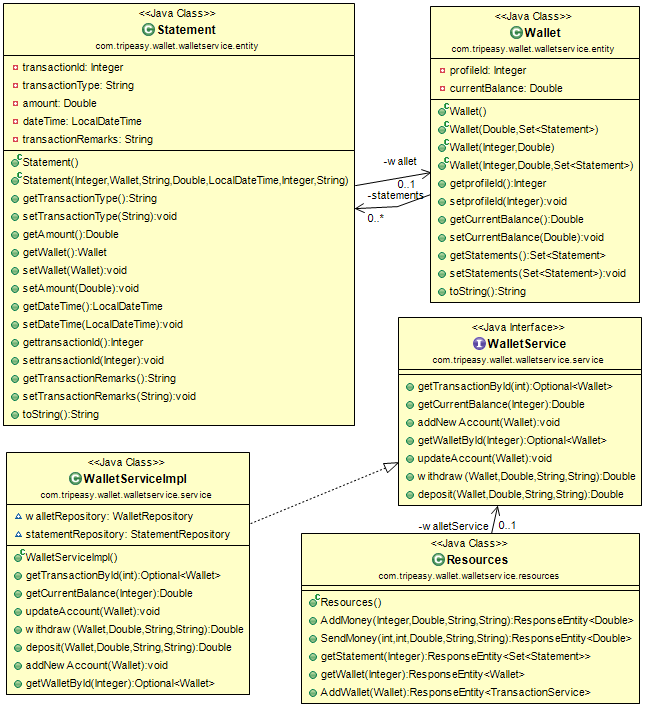 <<Java Class>>
Statement
com.tripeasy.wallet.walletservice.entity
transactionId: Integer
transactionType: String
amount: Double
dateTime: LocalDateTime
transactionRemarks: String
Statement()
Statement(Integer,Wallet,String,Double,LocalDateTime,Integer,String)
getTransactionType():String
setTransactionType(String):void
getAmount():Double
getWallet():Wallet
setWallet(Wallet):void
setAmount(Double):void
getDateTime():LocalDateTime
setDateTime(LocalDateTime):void
gettransactionId():Integer
settransactionId(Integer):void
getTransactionRemarks():String
setTransactionRemarks(String):void
toString():String
-wallet
0..1
-statements
0..*
<<Java Class>>
Wallet
com.tripeasy.wallet.walletservice.entity
profileId: Integer
currentBalance: Double
Wallet()
Wallet(Double,Set<Statement>)
Wallet(Integer,Double)
Wallet(Integer,Double,Set<Statement>)
getprofileId():Integer
setprofileId(Integer):void
getCurrentBalance():Double
setCurrentBalance(Double):void
getStatements():Set<Statement>
setStatements(Set<Statement>):void
toString():String
<<Java Interface>>
WalletService
com.tripeasy.wallet.walletservice.service
getTransactionById(int):Optional<Wallet>
getCurrentBalance(Integer):Double
addNewAccount(Wallet):void
getWalletById(Integer):Optional<Wallet>
updateAccount(Wallet):void
withdraw(Wallet,Double,String,String):Double
deposit(Wallet,Double,String,String):Double
<<Java Class>>
WalletServiceImpl
com.tripeasy.wallet.walletservice.service
walletRepository: WalletRepository
statementRepository: StatementRepository
WalletServiceImpl()
getTransactionById(int):Optional<Wallet>
getCurrentBalance(Integer):Double
updateAccount(Wallet):void
withdraw(Wallet,Double,String,String):Double
deposit(Wallet,Double,String,String):Double
addNewAccount(Wallet):void
getWalletById(Integer):Optional<Wallet>
-walletService
0..1
<<Java Class>>
Resources
com.tripeasy.wallet.walletservice.resources
Resources()
AddMoney(Integer,Double,String,String):ResponseEntity<Double>
SendMoney(int,int,Double,String,String):ResponseEntity<Double>
getStatement(Integer):ResponseEntity<Set<Statement>>
getWallet(Integer):ResponseEntity<Wallet>
AddWallet(Wallet):ResponseEntity<TransactionService>